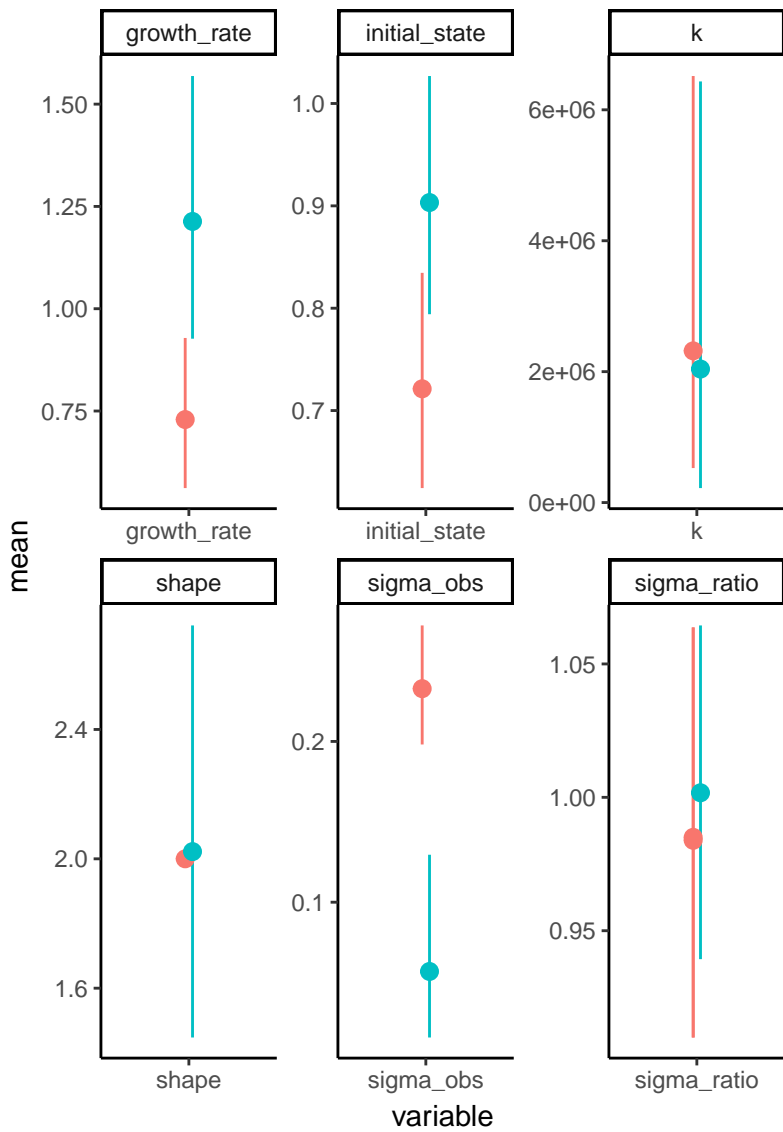 growth_rate
initial_state
k
1.50
1.25
1.00
0.75
1.0
0.9
0.8
0.7
6e+06
4e+06
2e+06
0e+00
growth_rate
initial_state
k
mean
shape
sigma_obs
sigma_ratio
2.4
2.0
1.6
0.2
0.1
1.05
1.00
0.95
shape
sigma_obs
sigma_ratio
variable